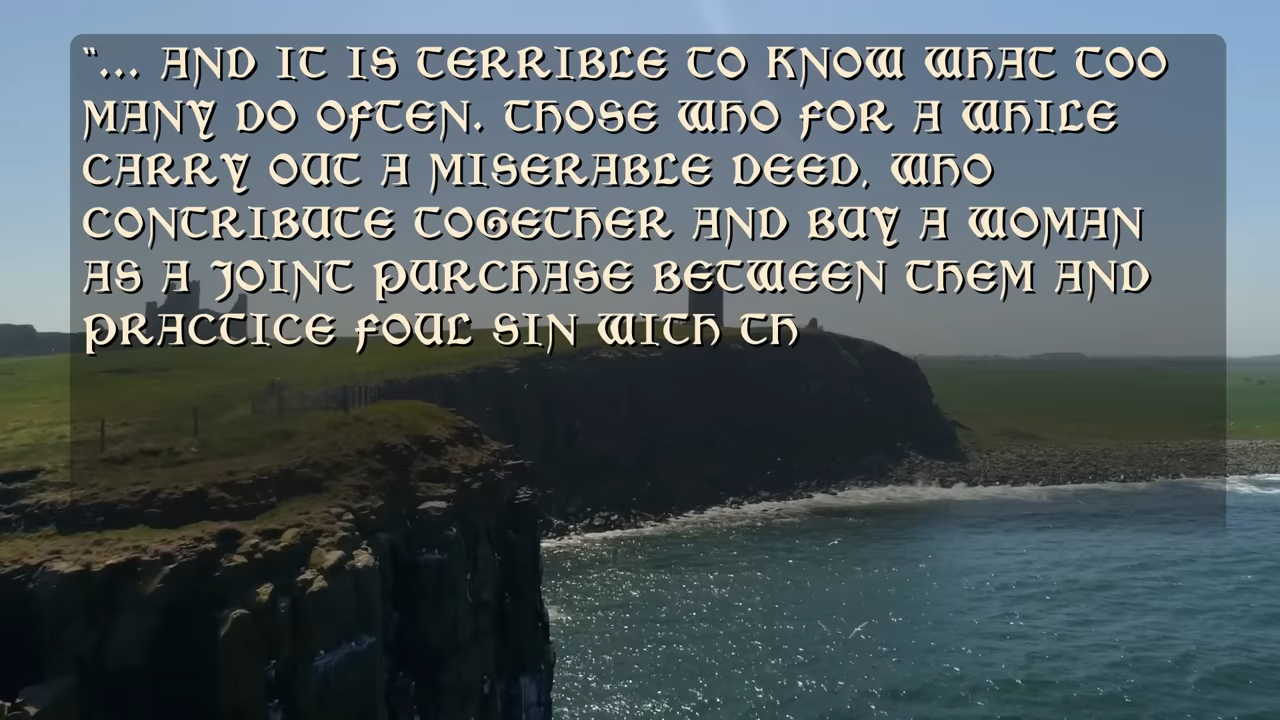 “... AND IT IS TERRIBLE TO KNOW WHAT TOO
MANY DO OFTEN. THOSE WHO FOR A WHILE
CARRY OUT A MISERABLE DEED, WHO
CONTRIBUTE TOGETHER AND BUY A WOMAN
AS A JOINT PURCHASE BETWEEN THEM AND
PRACTICE FOUL SIN WITH TH